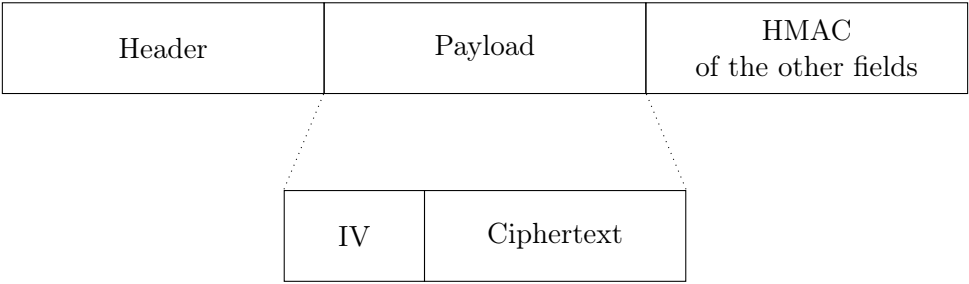 Header
Payload
HMAC
of the other fields
IV
Ciphertext